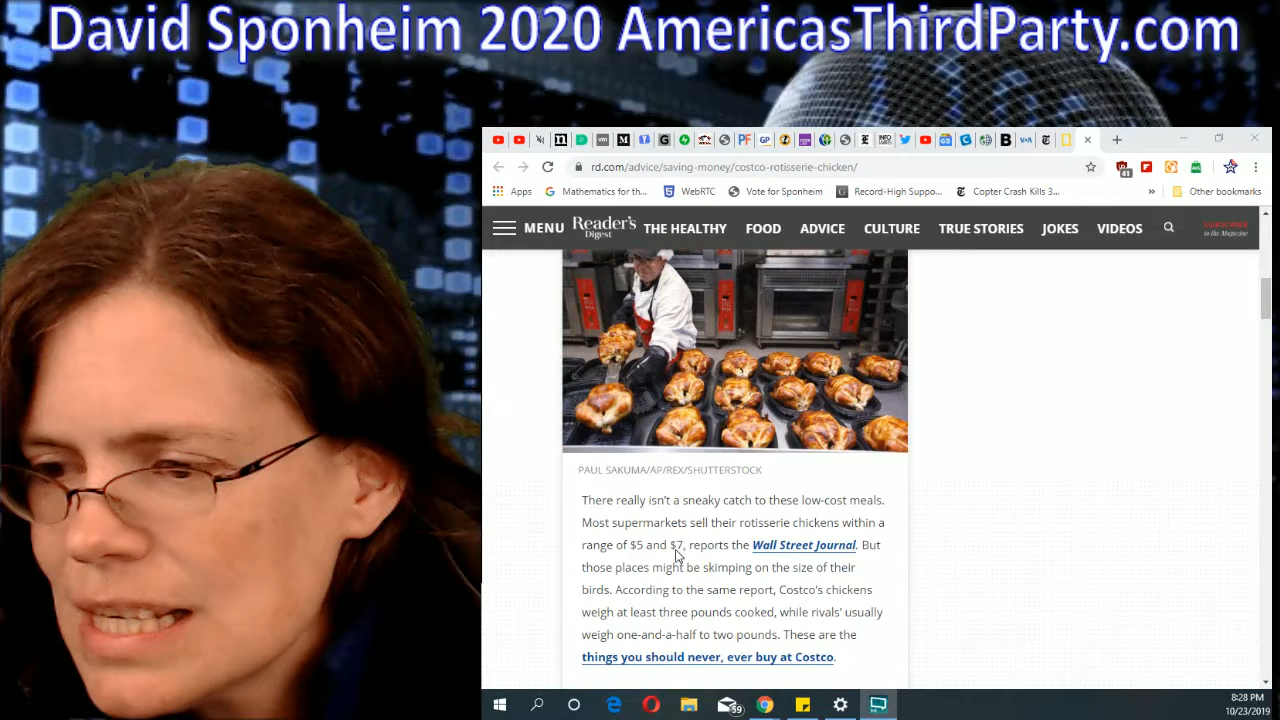 David Sponheim 2020 AmericasThirdParty.com
rd.com/advice/saving-money/costco-rotisserie-chicken/
41
Apps Mathematics for th... WebRTC Vote for Sponheim Record-High Suppo... Copter Crash Kills 3... » Other bookmarks
MENU Reader's Digest THE HEALTHY FOOD ADVICE CULTURE TRUE STORIES JOKES VIDEOS SUBSCRIBE to the Magazine
PAUL SAKUMA/AP/REX/SHUTTERSTOCK
There really isn't a sneaky catch to these low-cost meals.
Most supermarkets sell their rotisserie chickens within a
range of $5 and $7, reports the Wall Street Journal. But
those places might be skimping on the size of their
birds. According to the same report, Costco's chickens
weigh at least three pounds cooked, while rivals' usually
weigh one-and-a-half to two pounds. These are the
things you should never, ever buy at Costco.
59
8:28 PM
10/23/2019